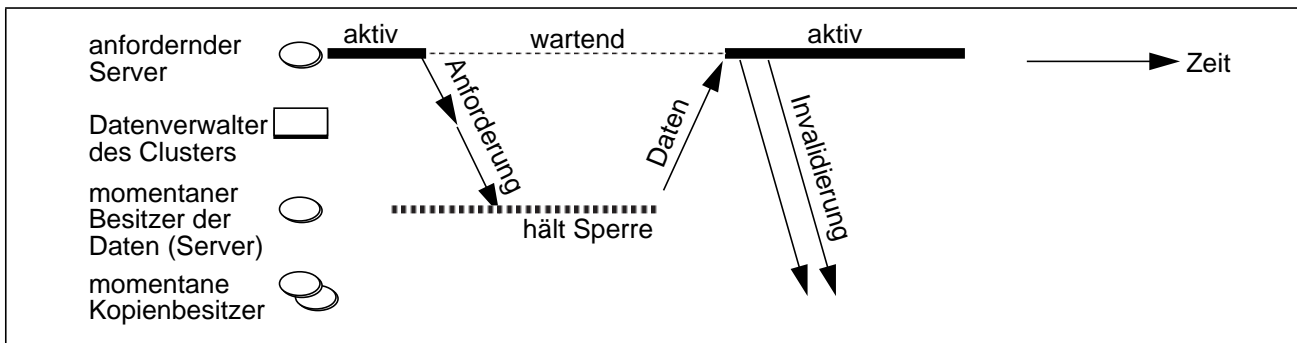 anfordernder
Server
aktiv
wartend
aktiv
Zeit
Anforderung
Daten
Invalidierung
Datenverwalter
des Clusters
momentaner
Besitzer der
Daten (Server)
hält Sperre
momentane
Kopienbesitzer